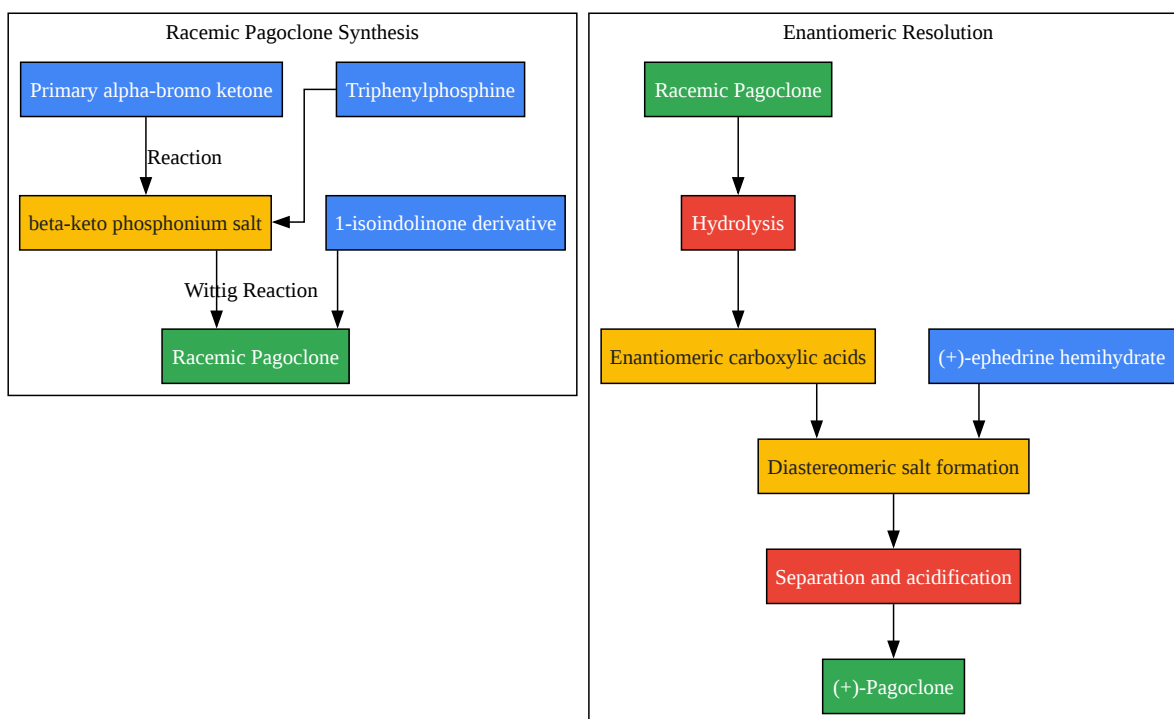 Racemic Pagoclone Synthesis
Primary alpha-bromo ketone
Triphenylphosphine
Reaction
beta-keto phosphonium salt
1-isoindolinone derivative
Wittig Reaction
Racemic Pagoclone
Enantiomeric Resolution
Racemic Pagoclone
Hydrolysis
Enantiomeric carboxylic acids
(+)-ephedrine hemihydrate
Diastereomeric salt formation
Separation and acidification
(+)-Pagoclone